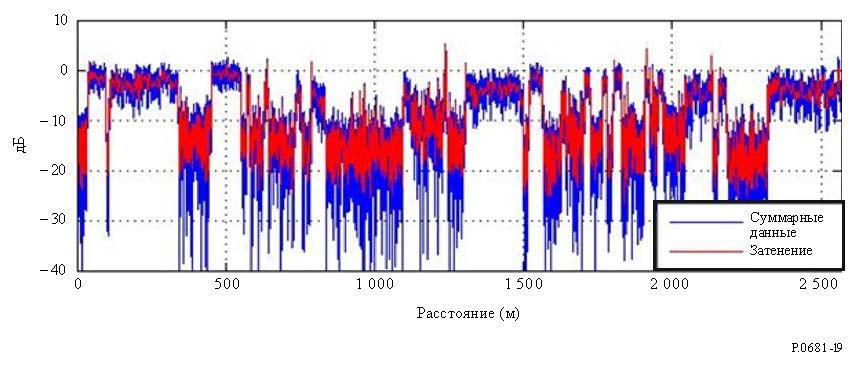 10
0
−10
−20
−30
−40
дБ
0
500
1 000
1 500
2 000
2 500
Расстояние (м)
Суммарные
данные
Затенение
P.0681-19